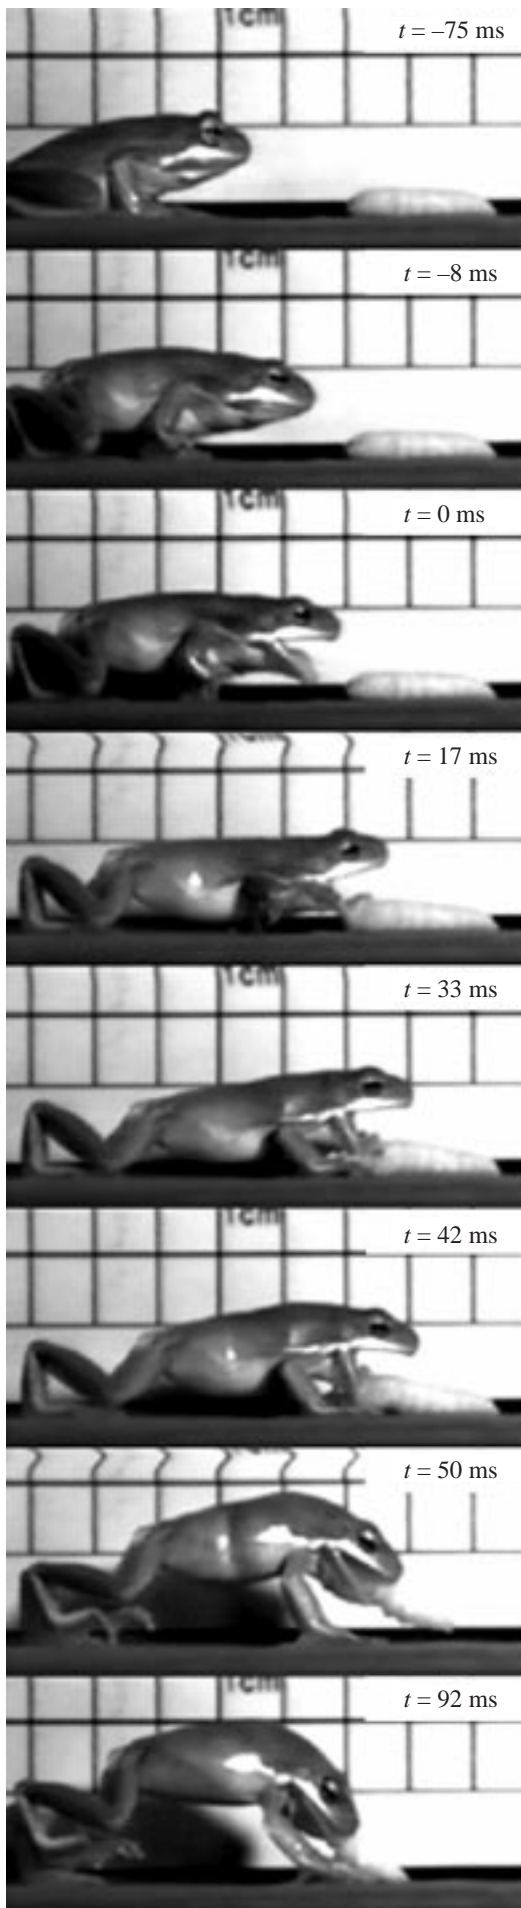 1cm
t = –75 ms
1cm
t = –8 ms
1cm
t = 0 ms
t = 17 ms
1cm
t = 33 ms
1cm
t = 42 ms
t = 50 ms
1cm
t = 92 ms